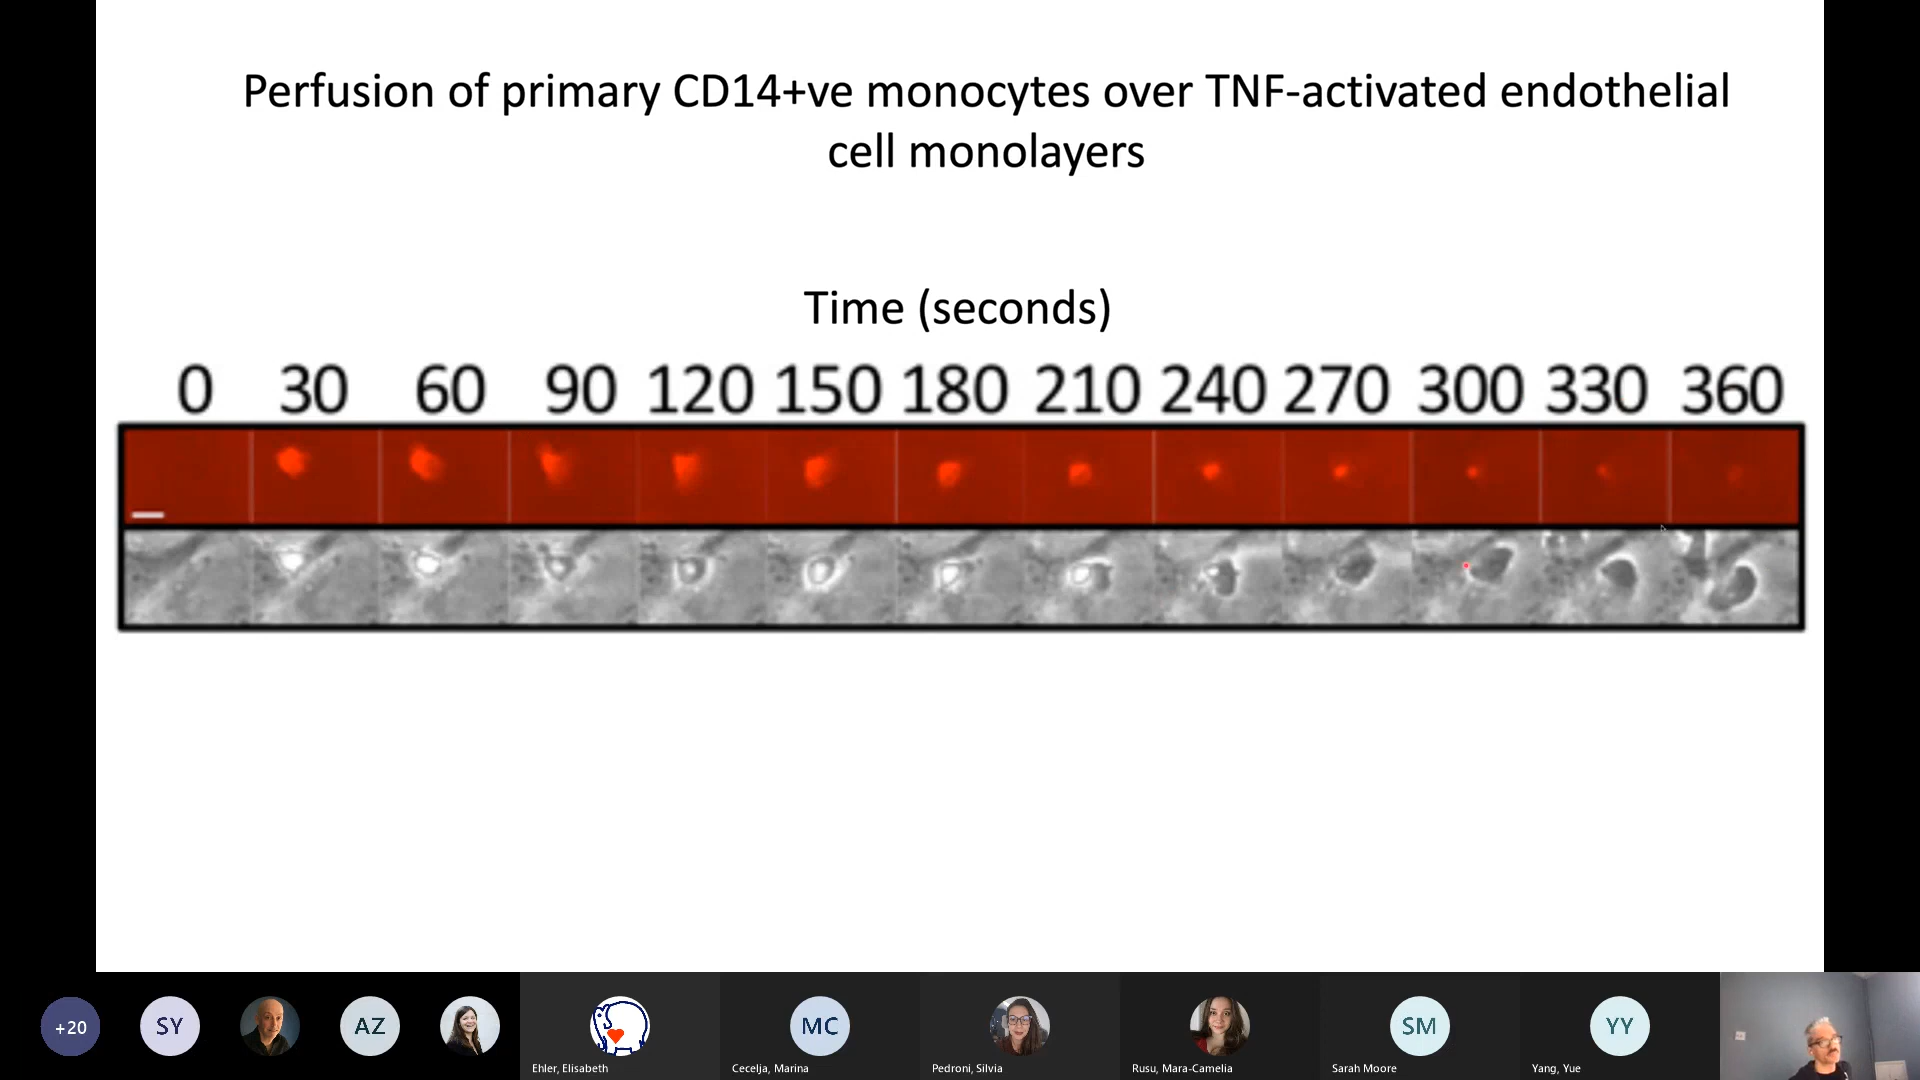 Perfusion of primary CD14+ve monocytes over TNF-activated endothelial
cell monolayers
Time (seconds)
0 30 60 90 120 150 180 210 240 270 300 330 360
+20 SY AZ MC SM YY
Ehler, Elisabeth Cecelja, Marina Pedroni, Silvia Rusu, Mara-Camelia Sarah Moore Yang, Yue